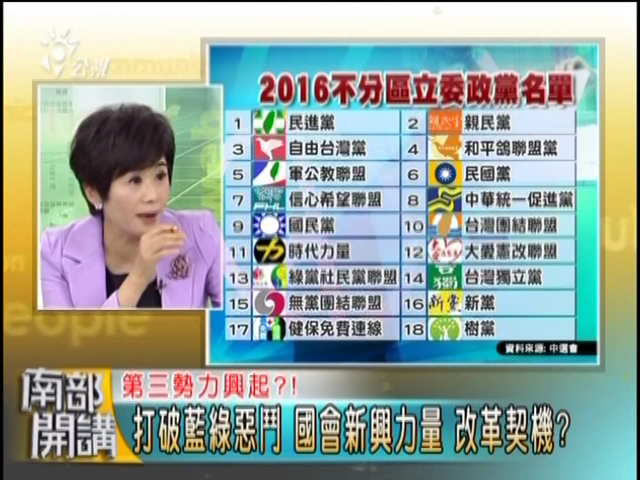 公視
2016不分區立委政黨名單
1 民進黨 2 親民黨
3 自由台灣黨 4 和平鴿聯盟黨
5 軍公教聯盟 6 民國黨
7 信心希望聯盟 8 中華統一促進黨
9 國民黨 10 台灣團結聯盟
11 時代力量 12 大愛憲改聯盟
13 綠黨社民黨聯盟 14 台灣獨立黨
15 無黨團結聯盟 16 新黨 新黨
17 健保免費連線 18 樹黨
資料來源: 中選會
第三勢力興起?!
南部開講
打破藍綠惡鬥 國會新興力量 改革契機?